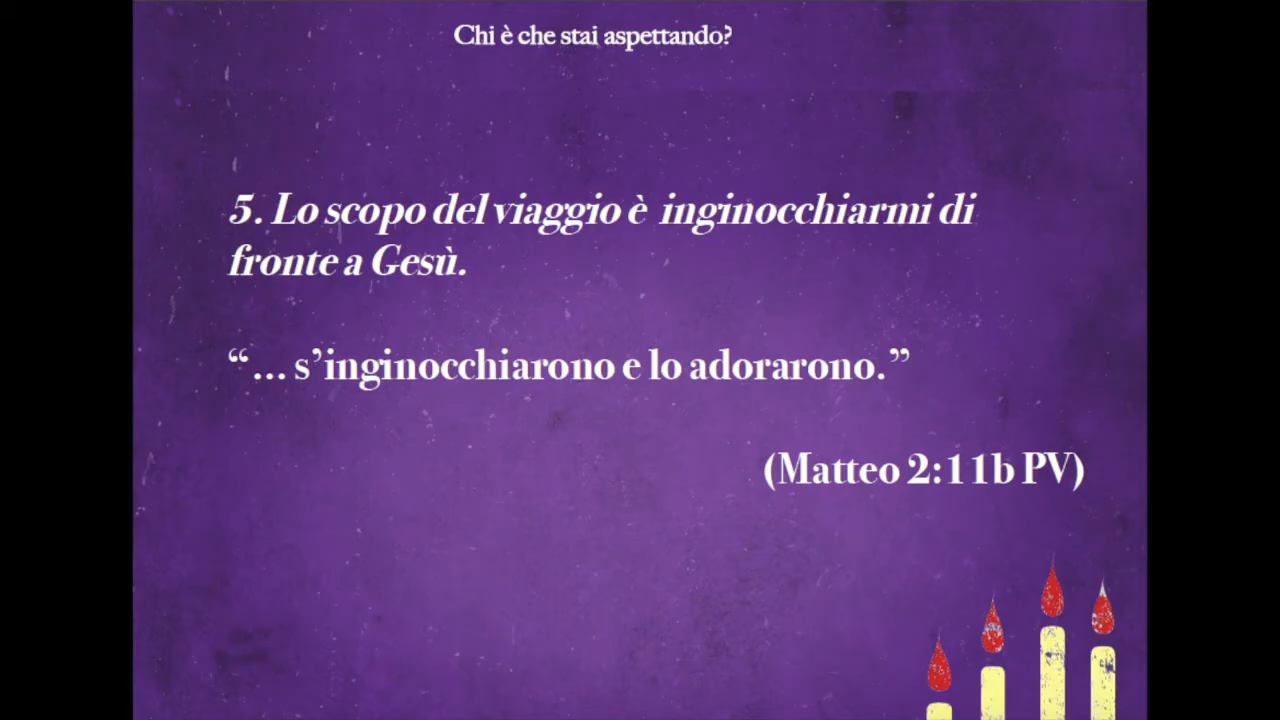 Chi è che stai aspettando?
5. Lo scopo del viaggio è inginocchiarmi di
fronte a Gesù.
“... s’inginocchiarono e lo adorarono.”
(Matteo 2:11b PV)